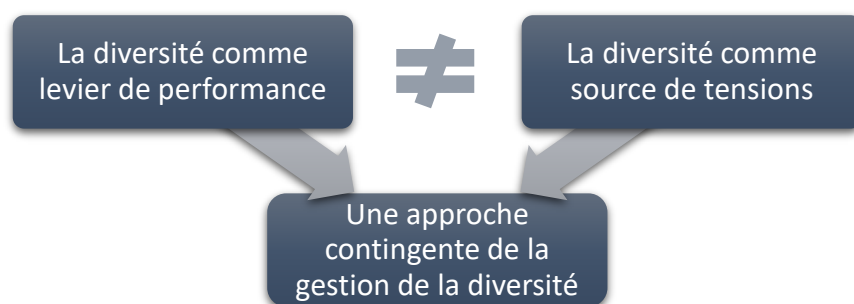 La diversité comme
levier de performance
≠
La diversité comme
source de tensions
Une approche
contingente de la
gestion de la diversité